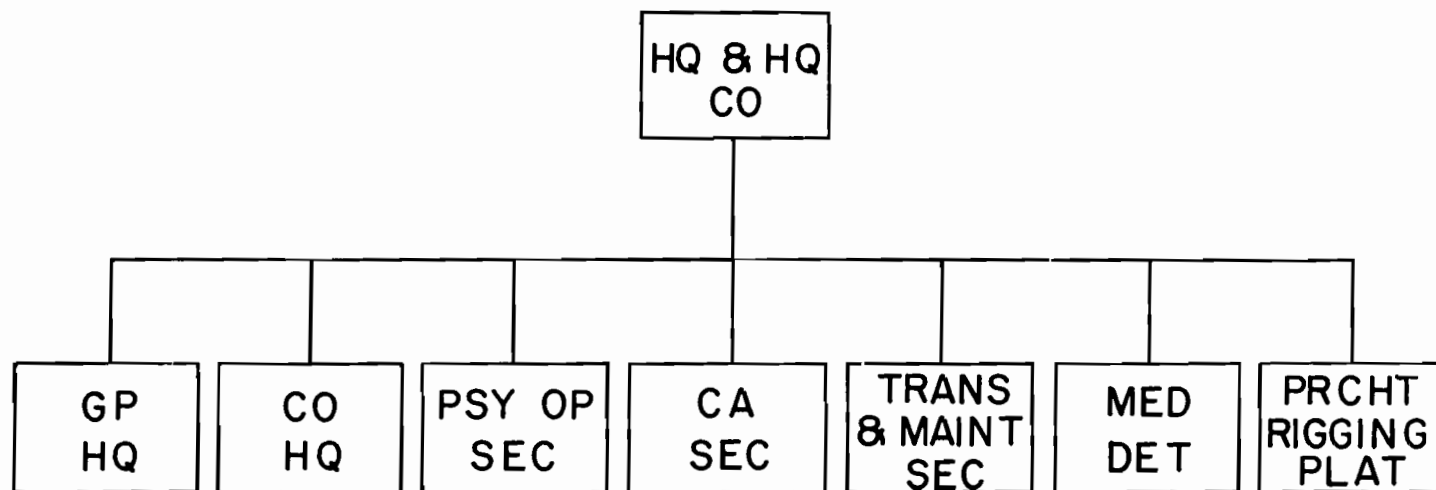 HQ & HQ
CO
GP
HQ
CO
HQ
PSY OP
SEC
CA
SEC
TRANS
& MAINT
SEC
MED
DET
PRCHT
RIGGING
PLAT